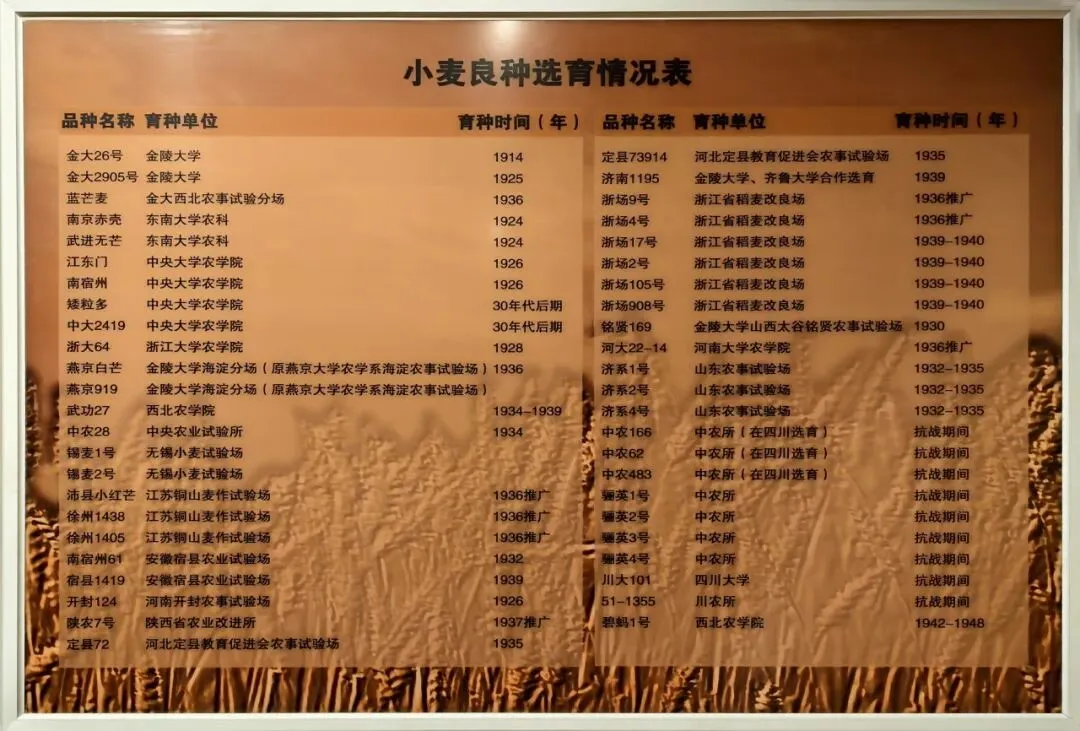 小麦良种选育情况表
品种名称 育种单位 育种时间（年）
金大26号 金陵大学 1914
金大2905号 金陵大学 1925
蓝芒麦 金大西北农事试验分场 1936
南京赤壳 东南大学农科 1924
武进无芒 东南大学农科 1924
江东门 中央大学农学院 1926
南宿州 中央大学农学院 1926
矮粒多 中央大学农学院 30年代后期
中大2419 中央大学农学院 30年代后期
浙大64 浙江大学农学院 1928
燕京白芒 金陵大学海淀分场（原燕京大学农学系海淀农事试验场）1936
燕京919 金陵大学海淀分场（原燕京大学农学系海淀农事试验场）
武功27 西北农学院 1934-1939
中农28 中央农业试验所 1934
锡麦1号 无锡小麦试验场
锡麦2号 无锡小麦试验场
沛县小红芒 江苏铜山麦作试验场 1936推广
徐州1438 江苏铜山麦作试验场 1936推广
徐州1405 江苏铜山麦作试验场 1936推广
南宿州61 安徽宿县农业试验场 1932
宿县1419 安徽宿县农业试验场 1939
开封124 河南开封农事试验场 1926
陕农7号 陕西省农业改进所 1937推广
定县72 河北定县教育促进会农事试验场 1935
品种名称 育种单位 育种时间（年）
定县73914 河北定县教育促进会农事试验场 1935
济南1195 金陵大学、齐鲁大学合作选育 1939
浙场9号 浙江省稻麦改良场 1936推广
浙场4号 浙江省稻麦改良场 1936推广
浙场17号 浙江省稻麦改良场 1939-1940
浙场2号 浙江省稻麦改良场 1939-1940
浙场105号 浙江省稻麦改良场 1939-1940
浙场908号 浙江省稻麦改良场 1939-1940
铭贤169 金陵大学山西太谷铭贤农事试验场 1930
河大22-14 河南大学农学院 1936推广
济系1号 山东农事试验场 1932-1935
济系2号 山东农事试验场 1932-1935
济系4号 山东农事试验场 1932-1935
中农166 中农所（在四川选育） 抗战期间
中农62 中农所（在四川选育） 抗战期间
中农483 中农所（在四川选育） 抗战期间
骊英1号 中农所 抗战期间
骊英2号 中农所 抗战期间
骊英3号 中农所 抗战期间
骊英4号 中农所 抗战期间
川大101 四川大学 抗战期间
51-1355 川农所 抗战期间
碧蚂1号 西北农学院 1942-1948